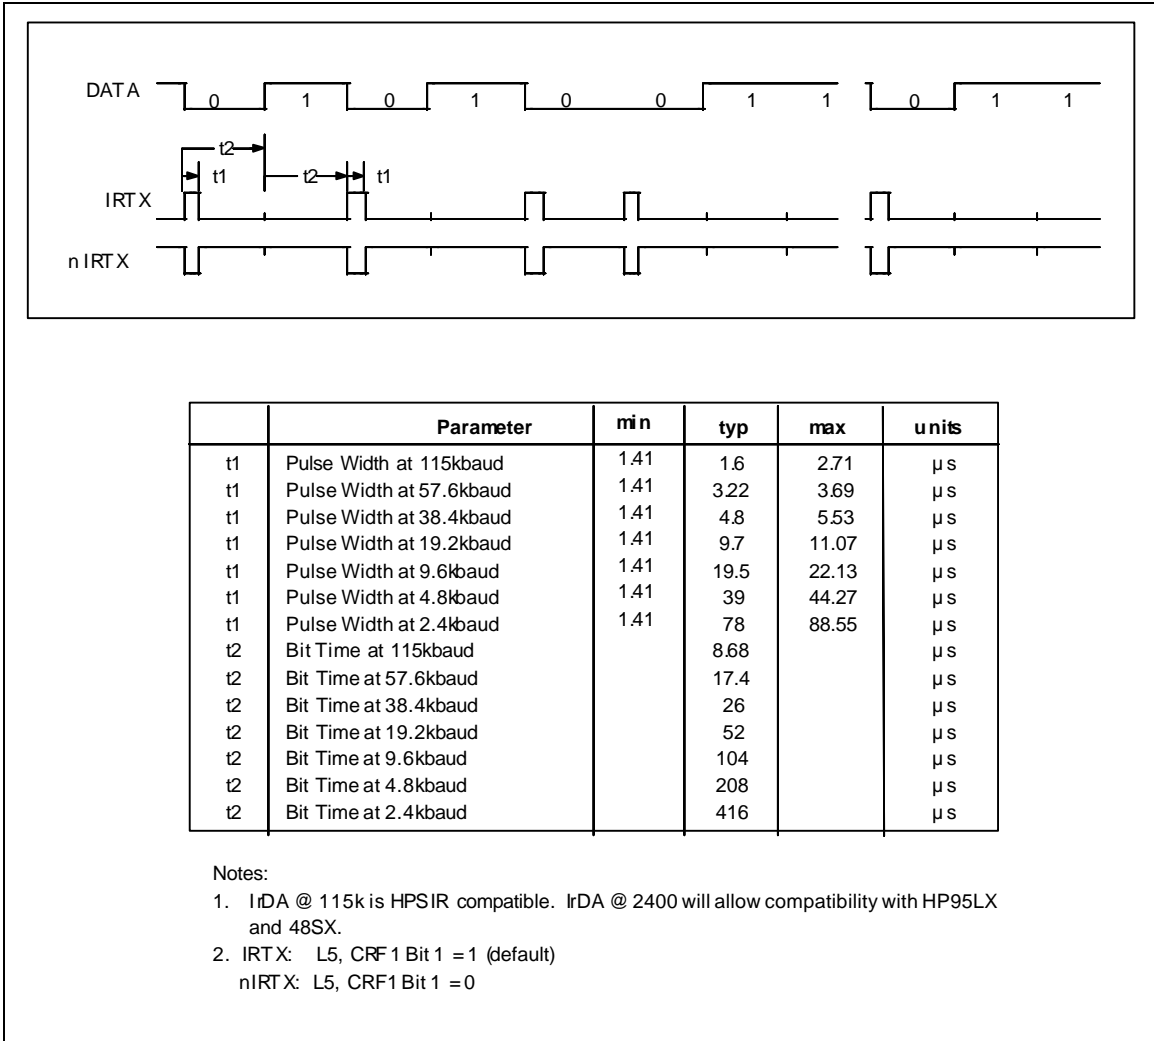 DATA 0 1 0 1 0 0 1 1 0 1 1
t2
t1 t2 t1
IRTX
nIRTX
Parameter min typ max units
t1 Pulse Width at 115kbaud 1.41 1.6 2.71 µs
t1 Pulse Width at 57.6kbaud 1.41 3.22 3.69 µs
t1 Pulse Width at 38.4kbaud 1.41 4.8 5.53 µs
t1 Pulse Width at 19.2kbaud 1.41 9.7 11.07 µs
t1 Pulse Width at 9.6kbaud 1.41 19.5 22.13 µs
t1 Pulse Width at 4.8kbaud 1.41 39 44.27 µs
t1 Pulse Width at 2.4kbaud 1.41 78 88.55 µs
t2 Bit Time at 115kbaud 8.68 µs
t2 Bit Time at 57.6kbaud 17.4 µs
t2 Bit Time at 38.4kbaud 26 µs
t2 Bit Time at 19.2kbaud 52 µs
t2 Bit Time at 9.6kbaud 104 µs
t2 Bit Time at 4.8kbaud 208 µs
t2 Bit Time at 2.4kbaud 416 µs
Notes:
1. IrDA @ 115k is HPSIR compatible. IrDA @ 2400 will allow compatibility with HP95LX
and 48SX.
2. IRTX: L5, CRF1 Bit 1 = 1 (default)
nIRTX: L5, CRF1 Bit 1 = 0